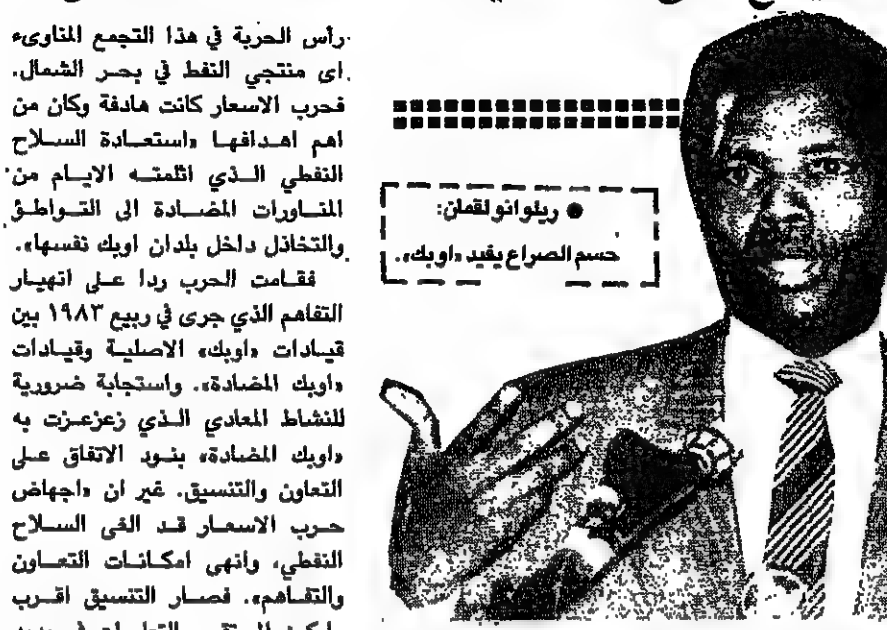 رأس الحربة في هذا التجمع المناوىء
اى منتجي النفط في بحر الشمال.
فحرب الاسعار كانت هادفة وكان من
اهم اهدافها «استعادة السلاح
النفطي الذي اثلمته الايام من
المناورات المضادة الى التواطؤ
والتخاذل داخل بلدان اوبك نفسها».
فقامت الحرب ردا على انهيار
التفاهم الذي جرى في ربيع ١٩٨٣ بين
قيادات «اوبك» الاصلية وقيادات
«اوبك المضادة». واستجابة ضرورية
للنشاط المعادي الذي زعزعت به
«اوبك المضادة» بنود الاتفاق على
التعاون والتنسيق. غير ان «اجهاض
حرب الاسعار قد الغى السلاح
النفطي، وانهى امكانات التعاون
والتفاهم». فصار التنسيق اقرب
● ريلوانو لقمان:
حسم الصراع يفيد «اوبك».